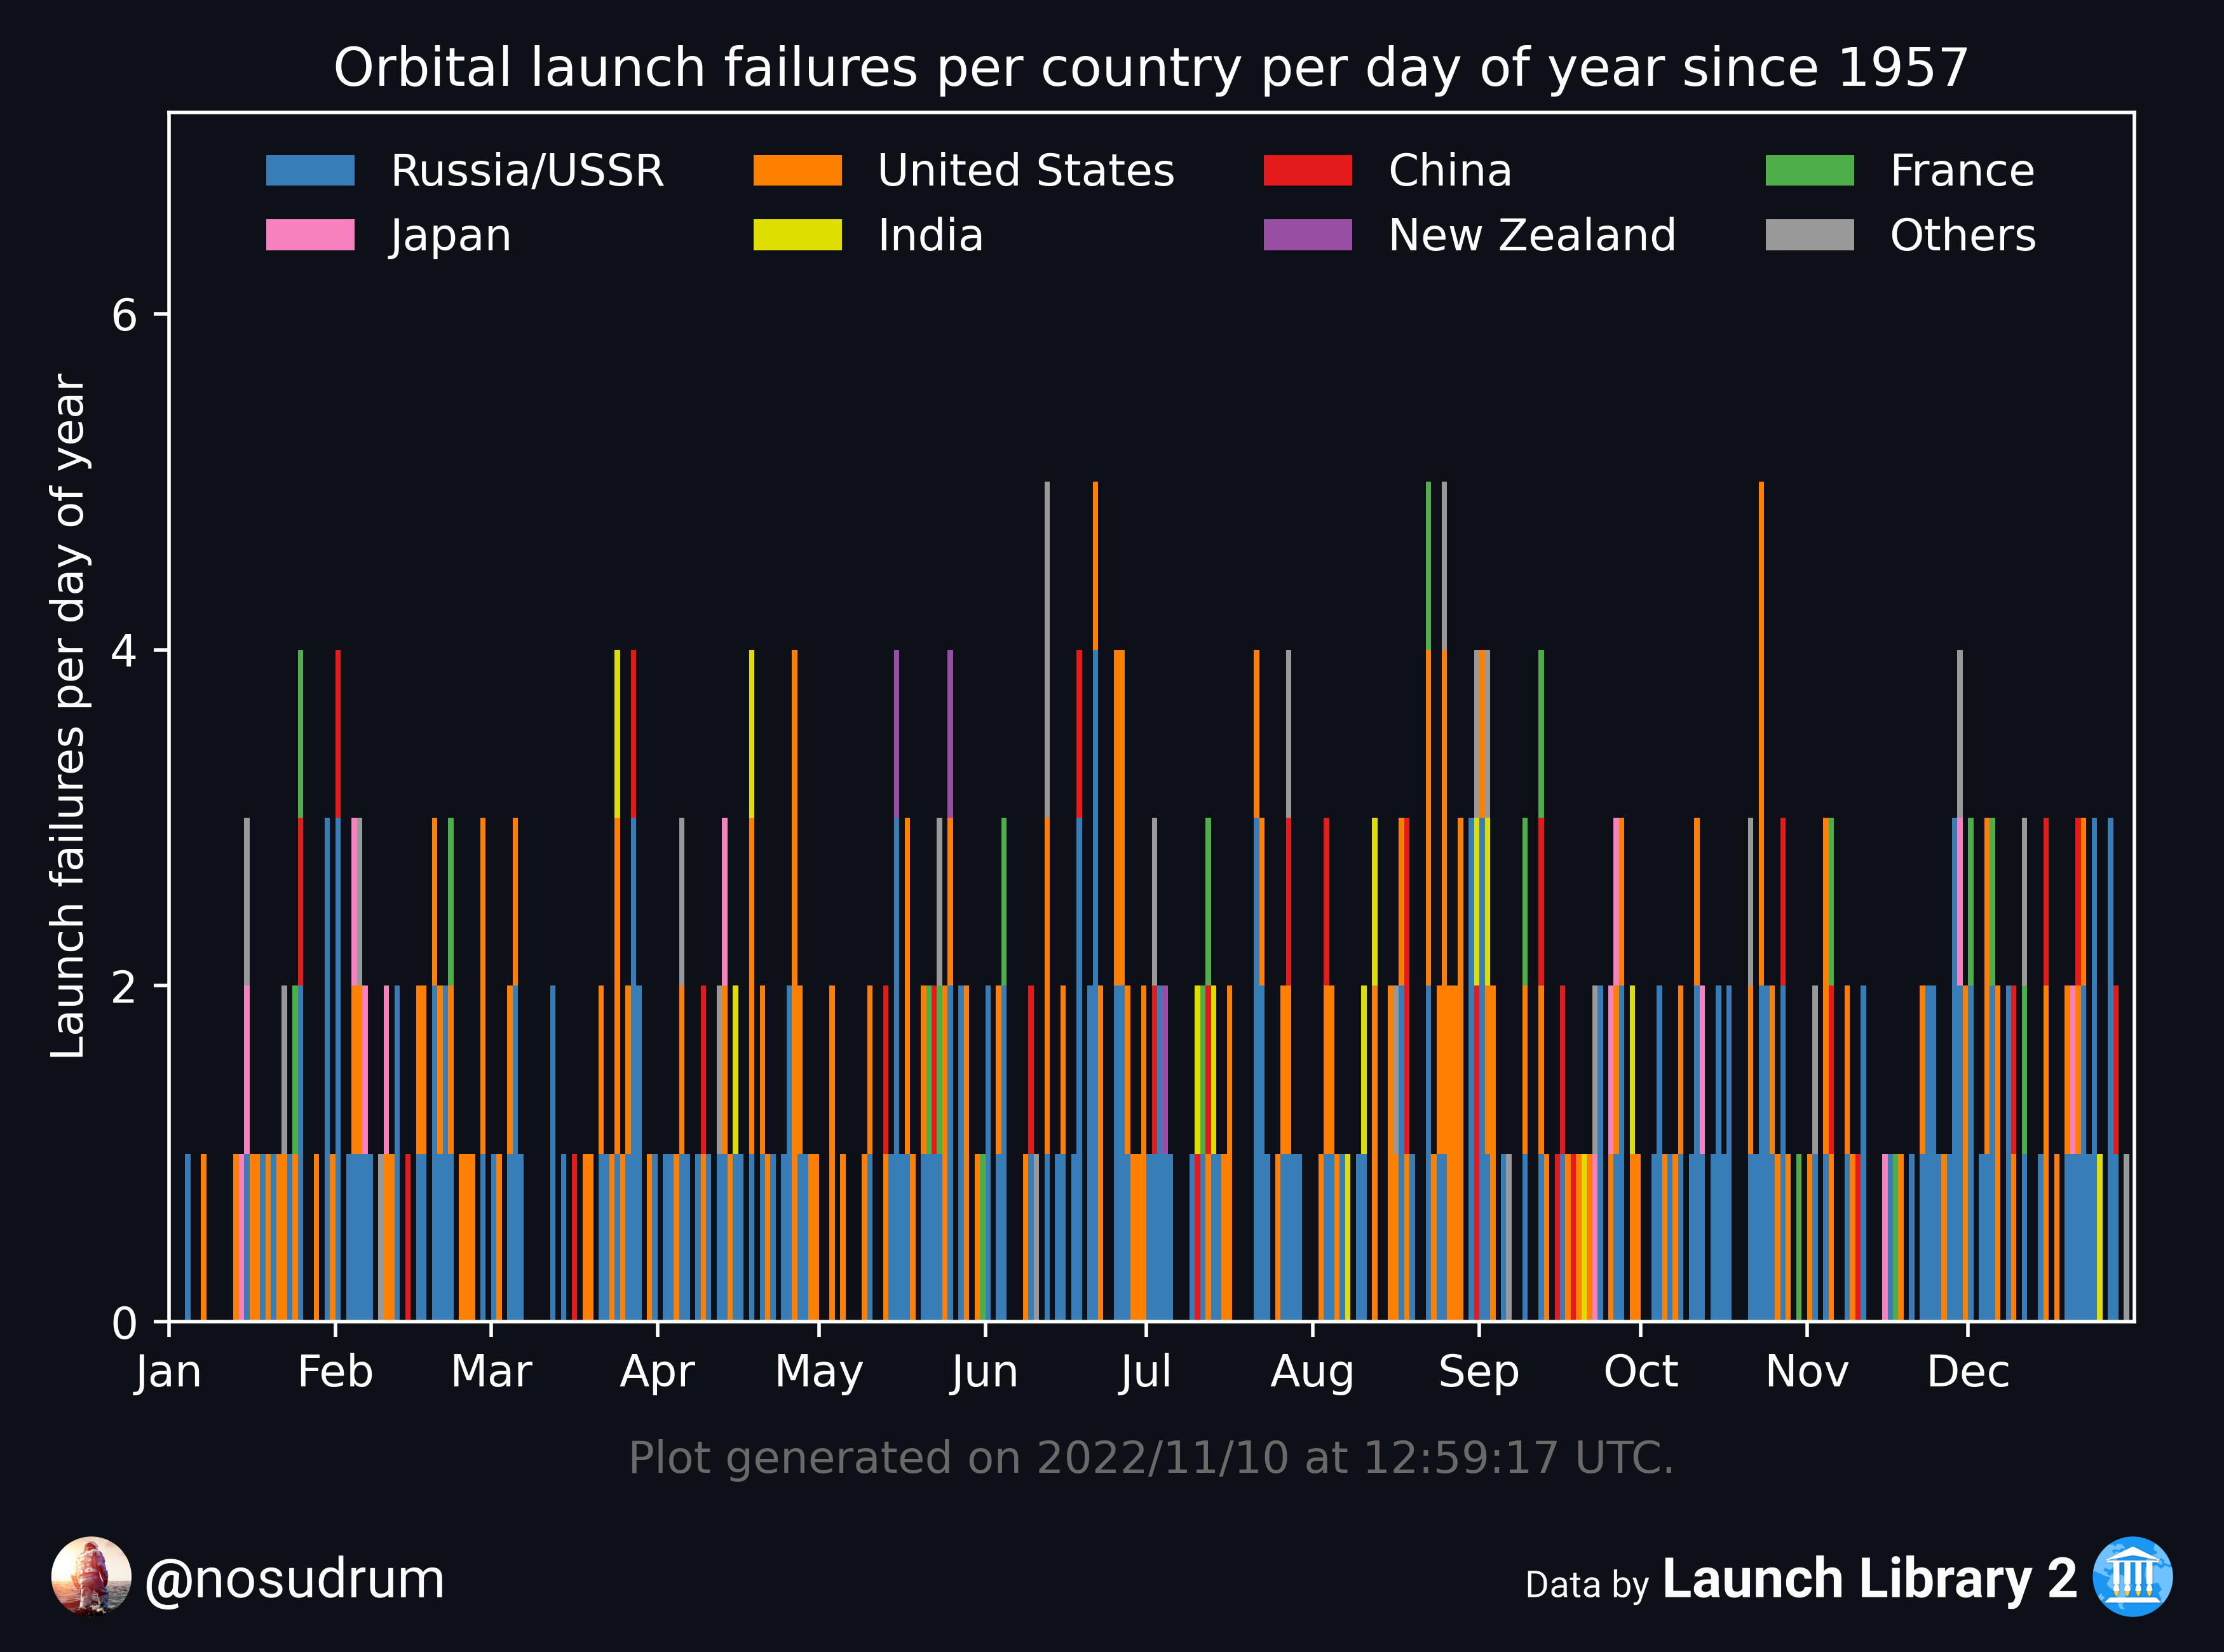 Orbital launch failures per country per day of year since 1957
Russia/USSR
United States
China
France
Japan
India
New Zealand
Others
Launch failures per day of year
6
4
2
0
Jan
Feb
Mar
Apr
May
Jun
Jul
Aug
Sep
Oct
Nov
Dec
Plot generated on 2022/11/10 at 12:59:17 UTC.
@nosudrum
Data by Launch Library 2